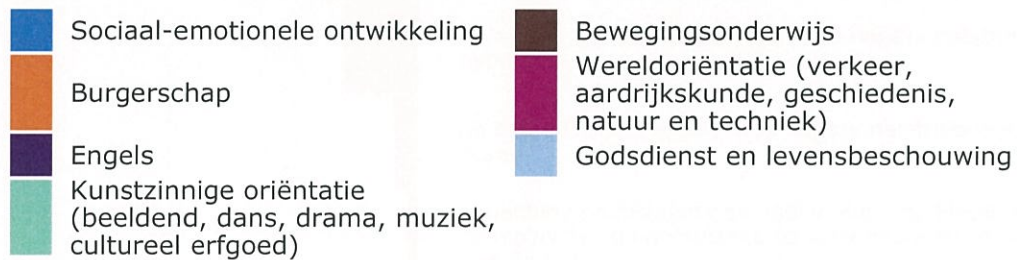 Sociaal-emotionele ontwikkeling
Burgerschap
Engels
Kunstzinnige oriëntatie
(beeldend, dans, drama, muziek,
cultureel erfgoed)
Bewegingsonderwijs
Wereldoriëntatie (verkeer,
aardrijkskunde, geschiedenis,
natuur en techniek)
Godsdienst en levensbeschouwing